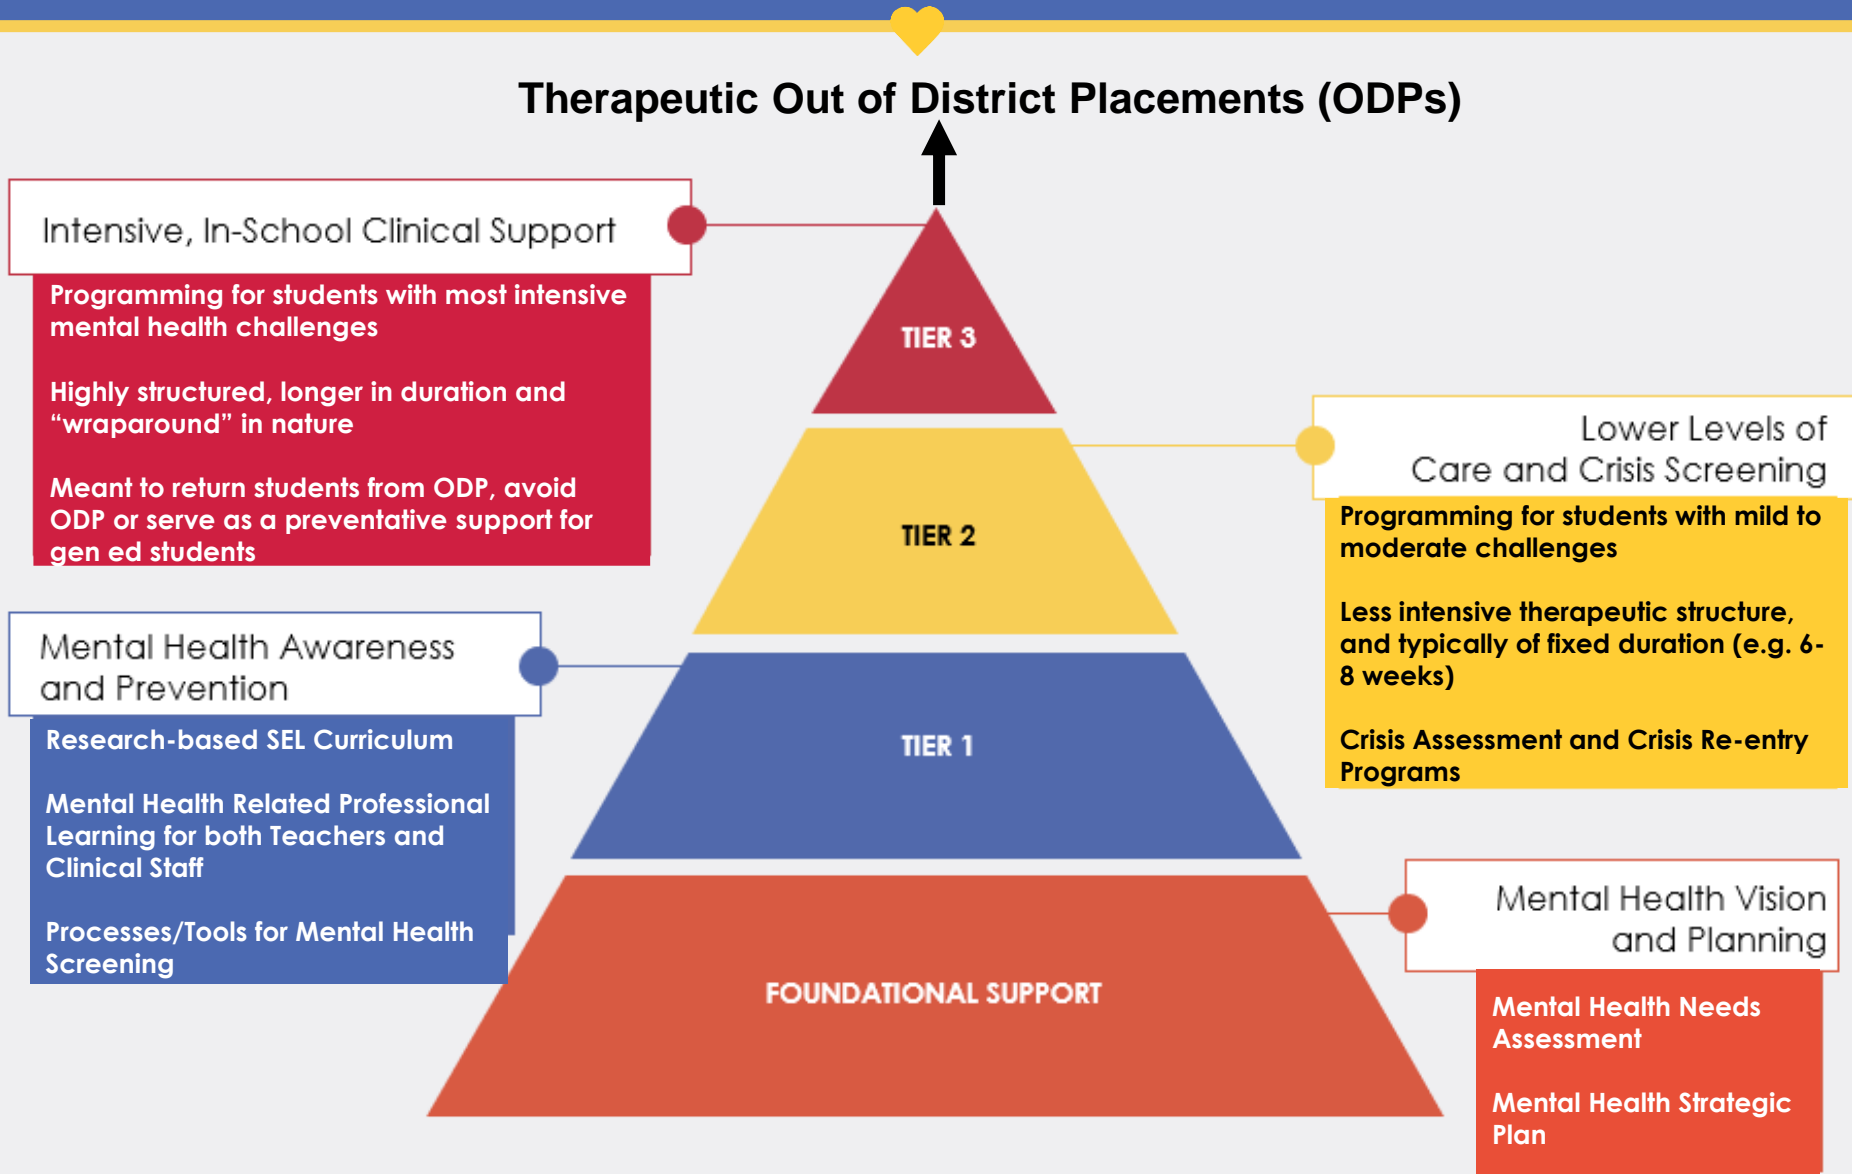 Therapeutic Out of District Placements (ODPs)
Intensive, In-School Clinical Support
Programming for students with most intensive
mental health challenges
Highly structured, longer in duration and
“wraparound” in nature
Meant to return students from ODP, avoid
ODP or serve as a preventative support for
gen ed students
TIER 3
Lower Levels of
Care and Crisis Screening
Programming for students with mild to
moderate challenges
Less intensive therapeutic structure,
and typically of fixed duration (e.g. 6-
8 weeks)
Crisis Assessment and Crisis Re-entry
Programs
TIER 2
Mental Health Awareness
and Prevention
Research-based SEL Curriculum
Mental Health Related Professional
Learning for both Teachers and
Clinical Staff
Processes/Tools for Mental Health
Screening
TIER 1
Mental Health Vision
and Planning
Mental Health Needs
Assessment
Mental Health Strategic
Plan
FOUNDATIONAL SUPPORT